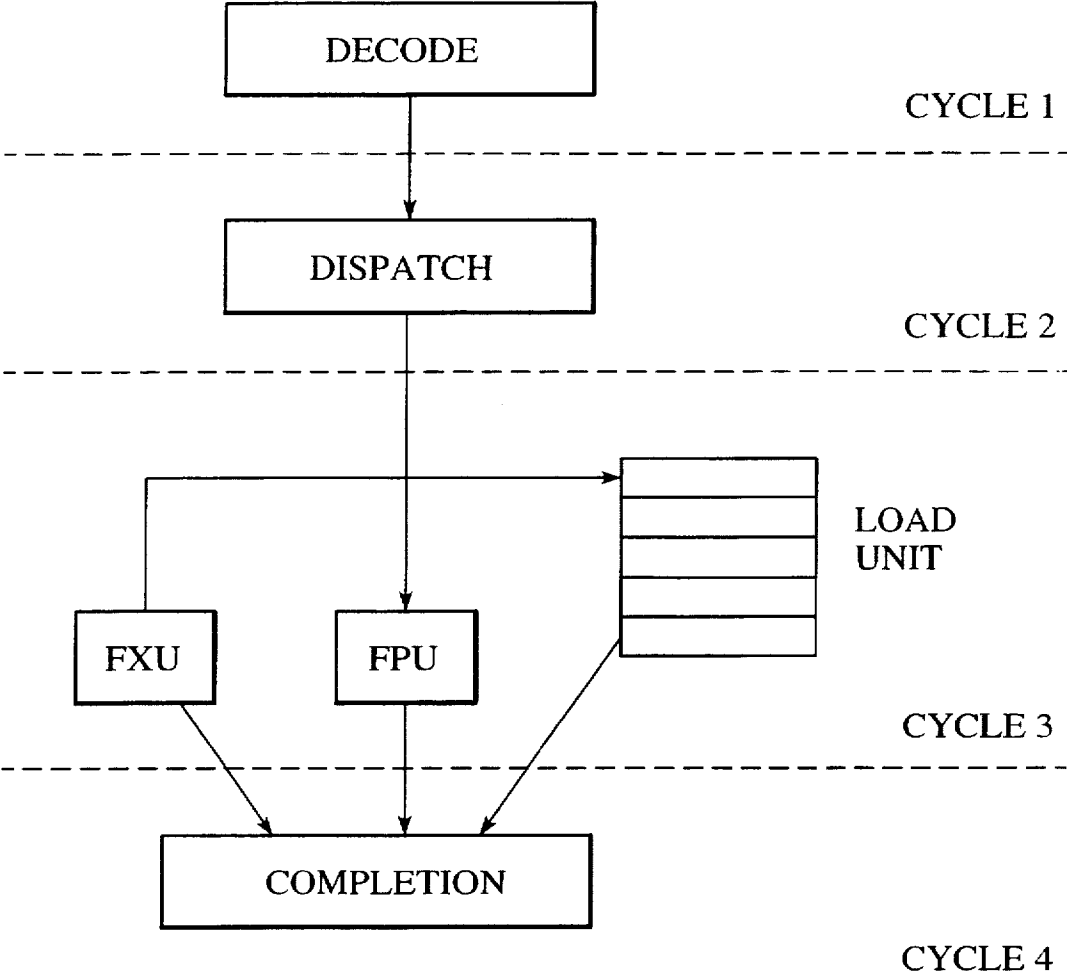 DECODE
CYCLE 1
DISPATCH
CYCLE 2
LOAD
UNIT
FXU
FPU
CYCLE 3
COMPLETION
CYCLE 4